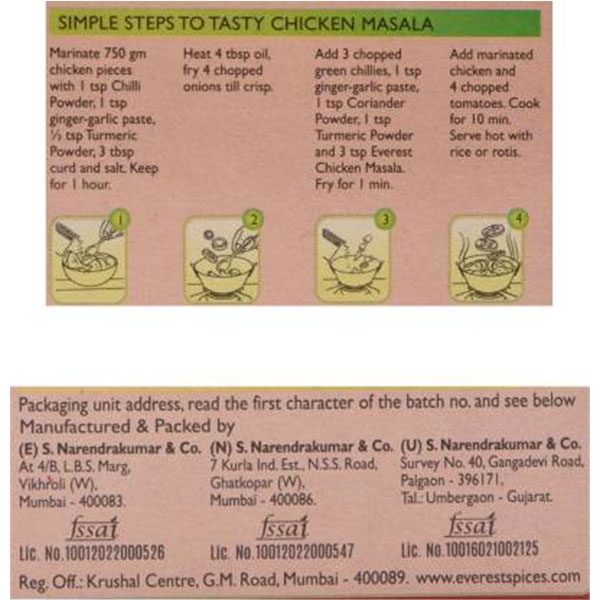 SIMPLE STEPS TO TASTY CHICKEN MASALA
Marinate 750 gm
chicken pieces
with 1 tsp Chilli
Powder, 1 tsp
ginger-garlic paste,
½ tsp Turmeric
Powder, 3 tbsp
curd and salt. Keep
for 1 hour.
Heat 4 tbsp oil,
fry 4 chopped
onions till crisp.
Add 3 chopped
green chillies, 1 tsp
ginger-garlic paste,
1 tsp Coriander
Powder, 1 tsp
Turmeric Powder
and 3 tsp Everest
Chicken Masala.
Fry for 1 min.
Add marinated
chicken and
4 chopped
tomatoes. Cook
for 10 min.
Serve hot with
rice or rotis.
1
2
3
4
Packaging unit address, read the first character of the batch no. and see below
Manufactured & Packed by
(E) S. Narendrakumar & Co.
At 4/B, L.B.S. Marg,
Vikhroli (W),
Mumbai - 400083.
fssai
Lic. No.10012022000526
(N) S. Narendrakumar & Co.
7 Kurla Ind. Est., N.S.S. Road,
Ghatkopar (W),
Mumbai - 400086.
fssai
Lic. No.10012022000547
(U) S. Narendrakumar & Co.
Survey No. 40, Gangadevi Road,
Palgaon - 396171,
Tal.: Umbergaon - Gujarat.
fssai
Lic. No.10016021002125
Reg. Off.: Krushal Centre, G.M. Road, Mumbai - 400089. www.everestspices.com